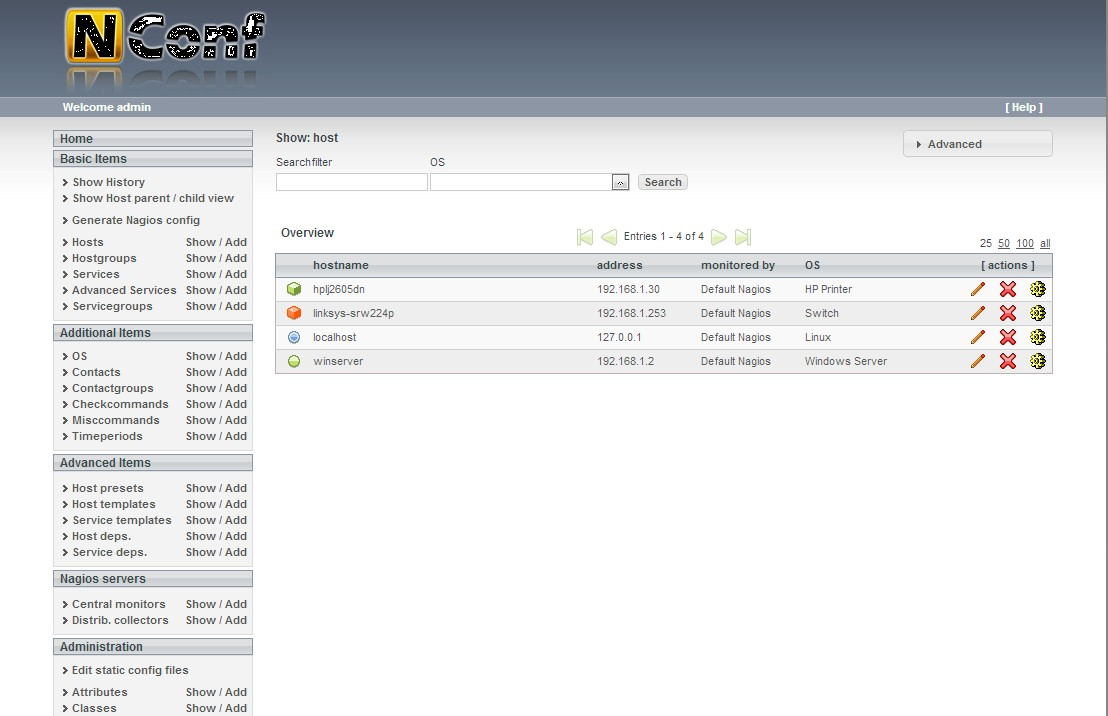 NConf
Welcome admin [ Help ]
Home
Basic Items
Show History
Show Host parent / child view
Generate Nagios config
Hosts Show / Add
Hostgroups Show / Add
Services Show / Add
Advanced Services Show / Add
Servicegroups Show / Add
Additional Items
OS Show / Add
Contacts Show / Add
Contactgroups Show / Add
Checkcommands Show / Add
Misccommands Show / Add
Timeperiods Show / Add
Advanced Items
Host presets Show / Add
Host templates Show / Add
Service templates Show / Add
Host deps. Show / Add
Service deps. Show / Add
Nagios servers
Central monitors Show / Add
Distrib. collectors Show / Add
Administration
Edit static config files
Attributes Show / Add
Classes Show / Add
Show: host
Advanced
Searchfilter OS
Search
Overview Entries 1 - 4 of 4 25 50 100 all
hostname address monitored by OS [ actions ]
hplj2605dn 192.168.1.30 Default Nagios HP Printer
linksys-srw224p 192.168.1.253 Default Nagios Switch
localhost 127.0.0.1 Default Nagios Linux
winserver 192.168.1.2 Default Nagios Windows Server